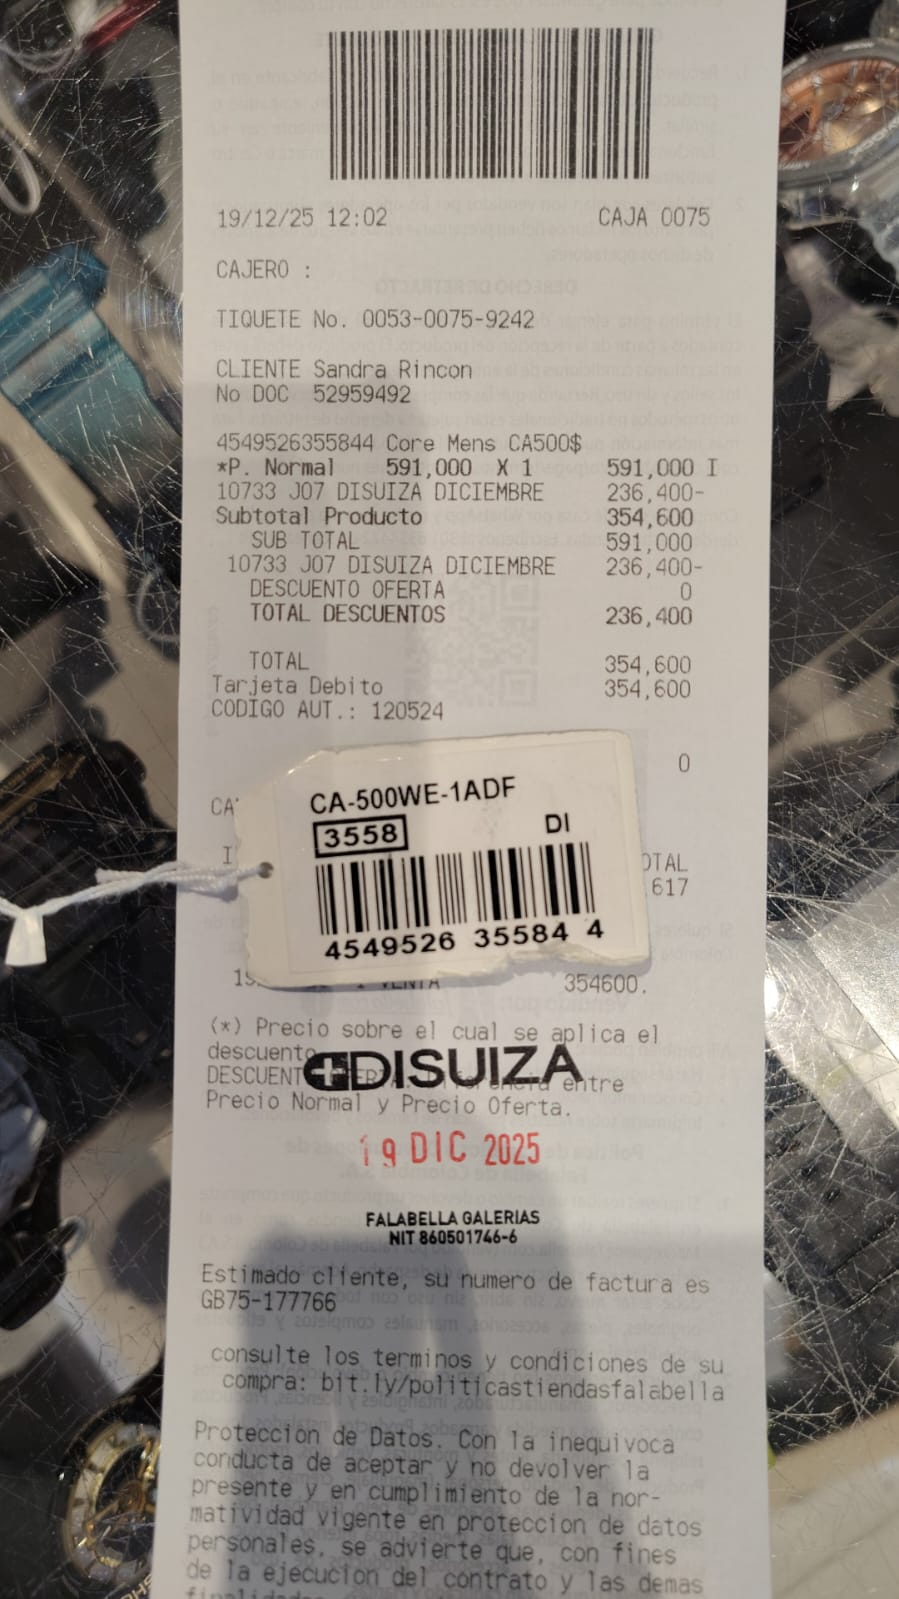 19/12/25 12:02 CAJA 0075
CAJERO :
TIQUETE No. 0053-0075-9242
CLIENTE Sandra Rincon
No DOC 52959492
4549526355844 Core Mens CA500$
*P. Normal 591,000 X 1 591,000 I
10733 J07 DISUIZA DICIEMBRE 236,400-
Subtotal Producto 354,600
SUB TOTAL 591,000
10733 J07 DISUIZA DICIEMBRE 236,400-
DESCUENTO OFERTA 0
TOTAL DESCUENTOS 236,400
TOTAL 354,600
Tarjeta Debito 354,600
CODIGO AUT.: 120524
0
CA-500WE-1ADF
3558 DI
4549526 35584 4
617
VENTA 354600.
(*) Precio sobre el cual se aplica el
descuento
DISUIZA
entre
Precio Normal y Precio Oferta.
19 DIC 2025
FALABELLA GALERIAS
NIT 860501746-6
Estimado cliente, su numero de factura es
GB75-177766
consulte los terminos y condiciones de su
compra: bit.ly/politicastiendasfalabella
Proteccion de Datos. Con la inequivoca
conducta de aceptar y no devolver la
presente y en cumplimiento de la nor-
matividad vigente en proteccion de datos
personales, se advierte que, con fines
de la ejecucion del contrato y las demas